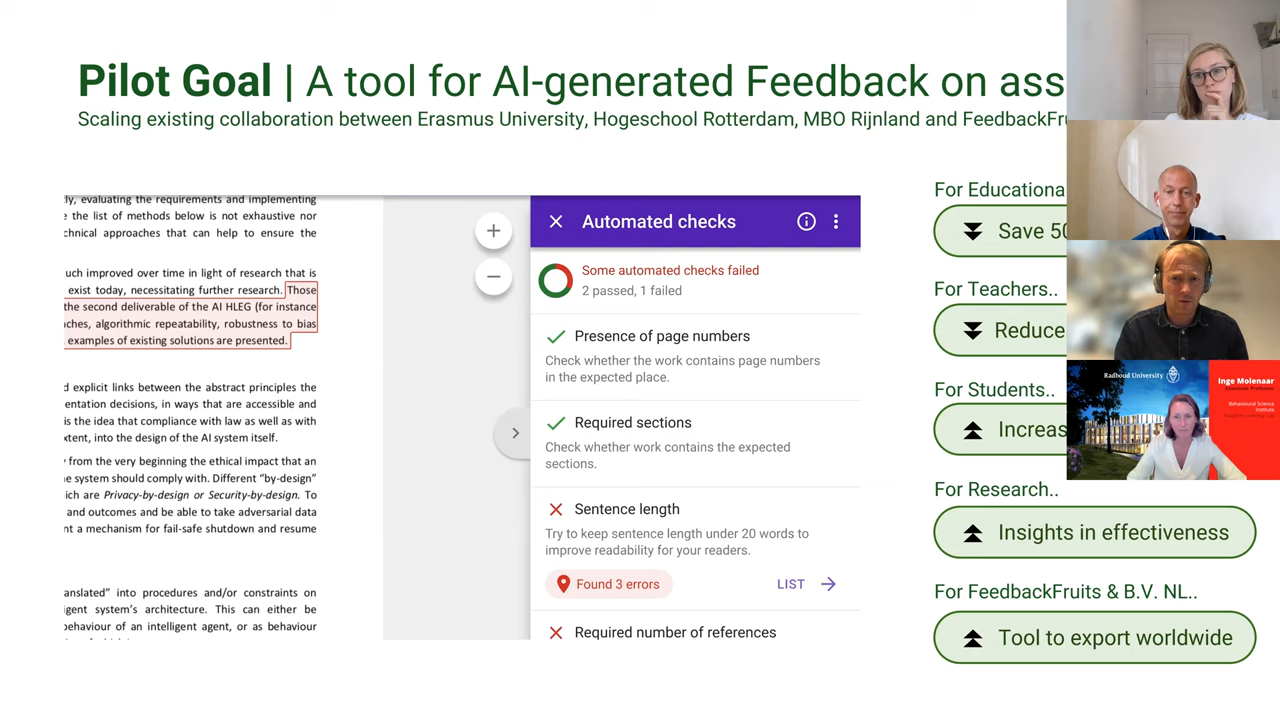 Pilot Goal | A tool for AI-generated Feedback on ass
Scaling existing collaboration between Erasmus University, Hogeschool Rotterdam, MBO Rijnland and FeedbackFru
ly, evaluating the requirements and implementing
e the list of methods below is not exhaustive nor
chnical approaches that can help to ensure the
uch improved over time in light of research that is
exist today, necessitating further research. Those
the second deliverable of the AI HLEG (for instance
ches, algorithmic repeatability, robustness to bias
examples of existing solutions are presented.
d explicit links between the abstract principles the
entation decisions, in ways that are accessible and
is the idea that compliance with law as well as with
xtent, into the design of the AI system itself.
y from the very beginning the ethical impact that an
ne system should comply with. Different "by-design"
ich are Privacy-by-design or Security-by-design. To
and outcomes and be able to take adversarial data
nt a mechanism for fail-safe shutdown and resume
anslated" into procedures and/or constraints on
igent system's architecture. This can either be
behaviour of an intelligent agent, or as behaviour
Automated checks
Some automated checks failed
2 passed, 1 failed
Presence of page numbers
Check whether the work contains page numbers
in the expected place.
Required sections
Check whether work contains the expected
sections.
Sentence length
Try to keep sentence length under 20 words to
improve readability for your readers.
Found 3 errors
LIST
Required number of references
For Educationa
Save 50
For Teachers..
Reduce
For Students..
Increas
For Research..
Insights in effectiveness
For FeedbackFruits & B.V. NL..
Tool to export worldwide
Radboud University
Inge Molenaar
Associate Professor
Behavioural Science
Institute
Adaptive Learning Lab